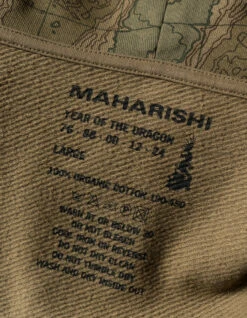 MAHARISHI
YEAR OF THE DRAGON
76 88 00 12 24
LARGE
100% ORGANIC COTTON
WASH AT OR BELOW 30
DO NOT BLEACH
COOL IRON ON REVERSE
DO NOT DRY CLEAN
DO NOT TUMBLE DRY
WASH AND DRY INSIDE OUT